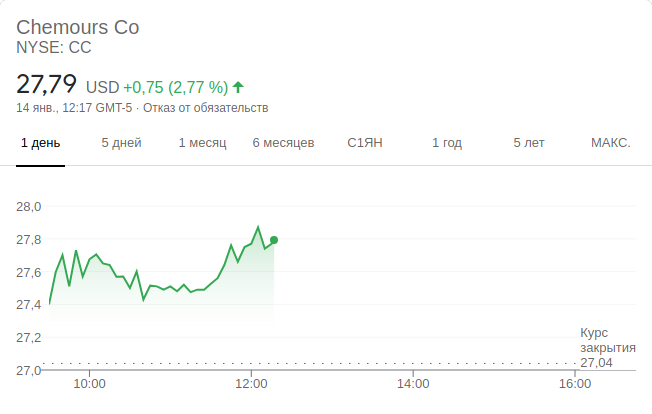 Chemours Co
NYSE: CC
27,79 USD +0,75 (2,77 %)
14 янв., 12:17 GMT-5 · Отказ от обязательств
1 день 5 дней 1 месяц 6 месяцев С1ЯН 1 год 5 лет МАКС.
28,0
27,8
27,6
27,4
27,2
Курс
закрытия
27,04
27,0
10:00 12:00 14:00 16:00